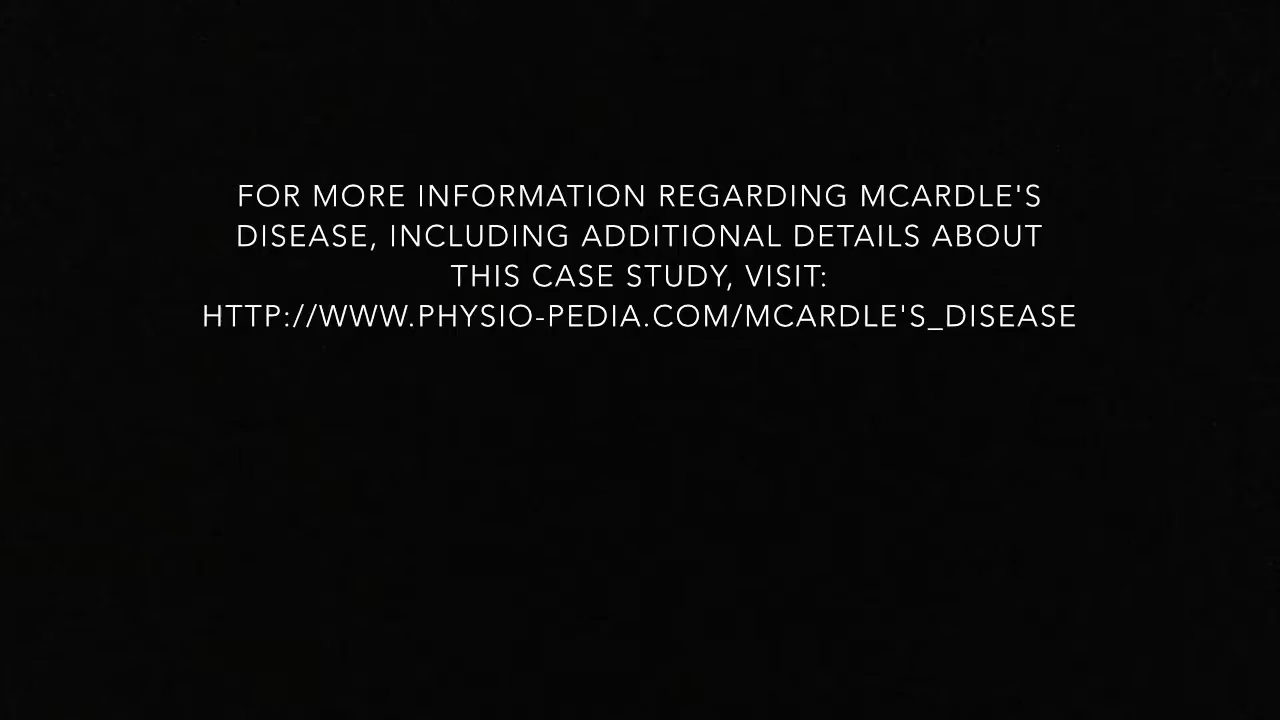 FOR MORE INFORMATION REGARDING MCARDLE'S
DISEASE, INCLUDING ADDITIONAL DETAILS ABOUT
THIS CASE STUDY, VISIT:
HTTP://WWW.PHYSIO-PEDIA.COM/MCARDLE'S_DISEASE